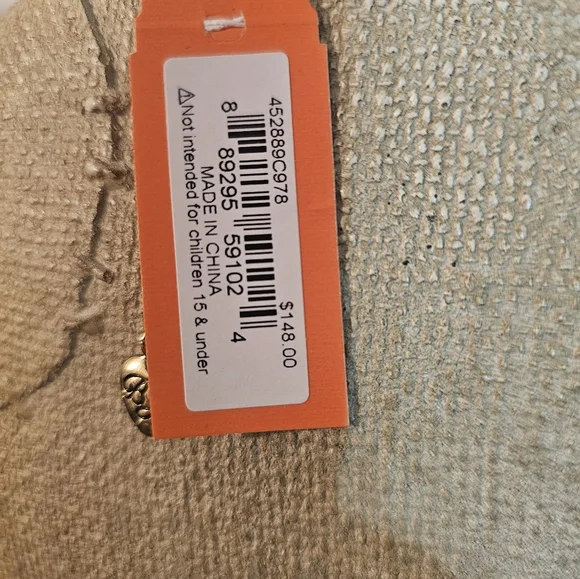 452889C978
$148.00
8 89295 59102 4
MADE IN CHINA
⚠Not intended for children 15 & under